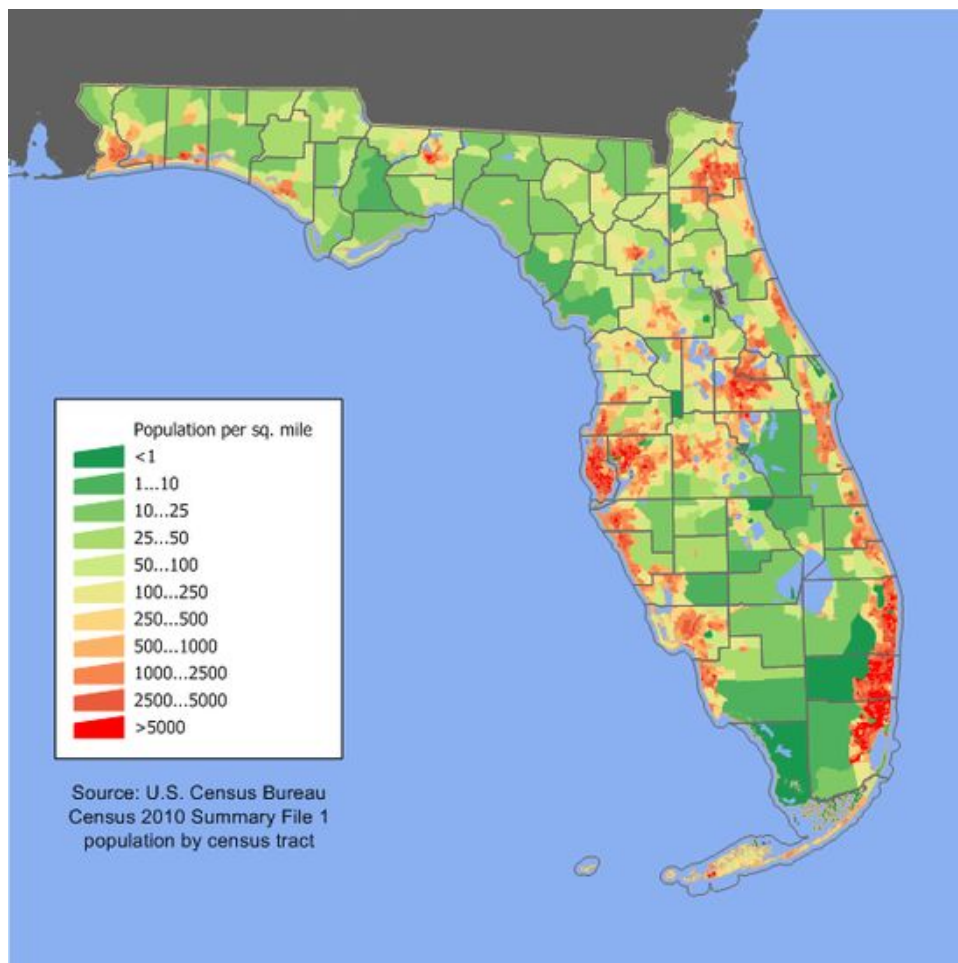 Population per sq. mile
<1
1...10
10...25
25...50
50...100
100...250
250...500
500...1000
1000...2500
2500...5000
>5000
Source: U.S. Census Bureau
Census 2010 Summary File 1
population by census tract